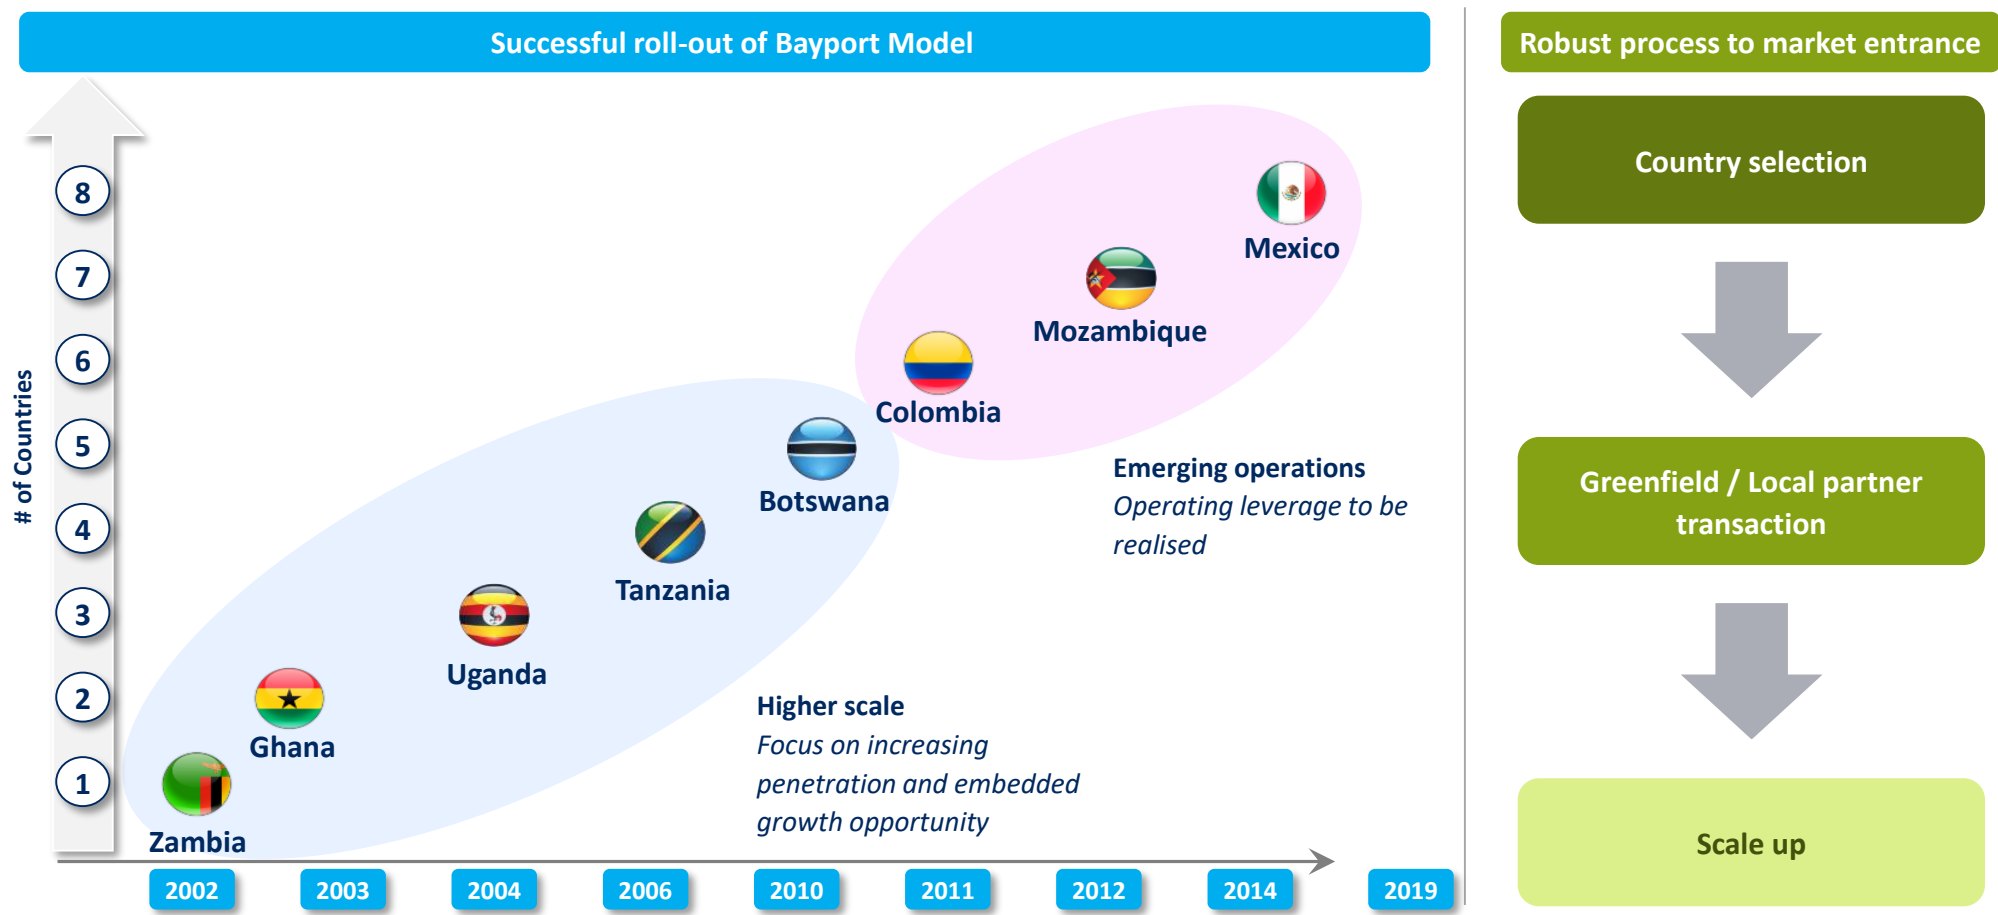 Successful roll-out of Bayport Model
# of Countries
8
7
6
5
4
3
2
1
Mexico
Mozambique
Colombia
Botswana
Tanzania
Uganda
Ghana
Zambia
Emerging operations
Operating leverage to be
realised
Higher scale
Focus on increasing
penetration and embedded
growth opportunity
2002
2003
2004
2006
2010
2011
2012
2014
2019
Robust process to market entrance
Country selection
Greenfield / Local partner
transaction
Scale up